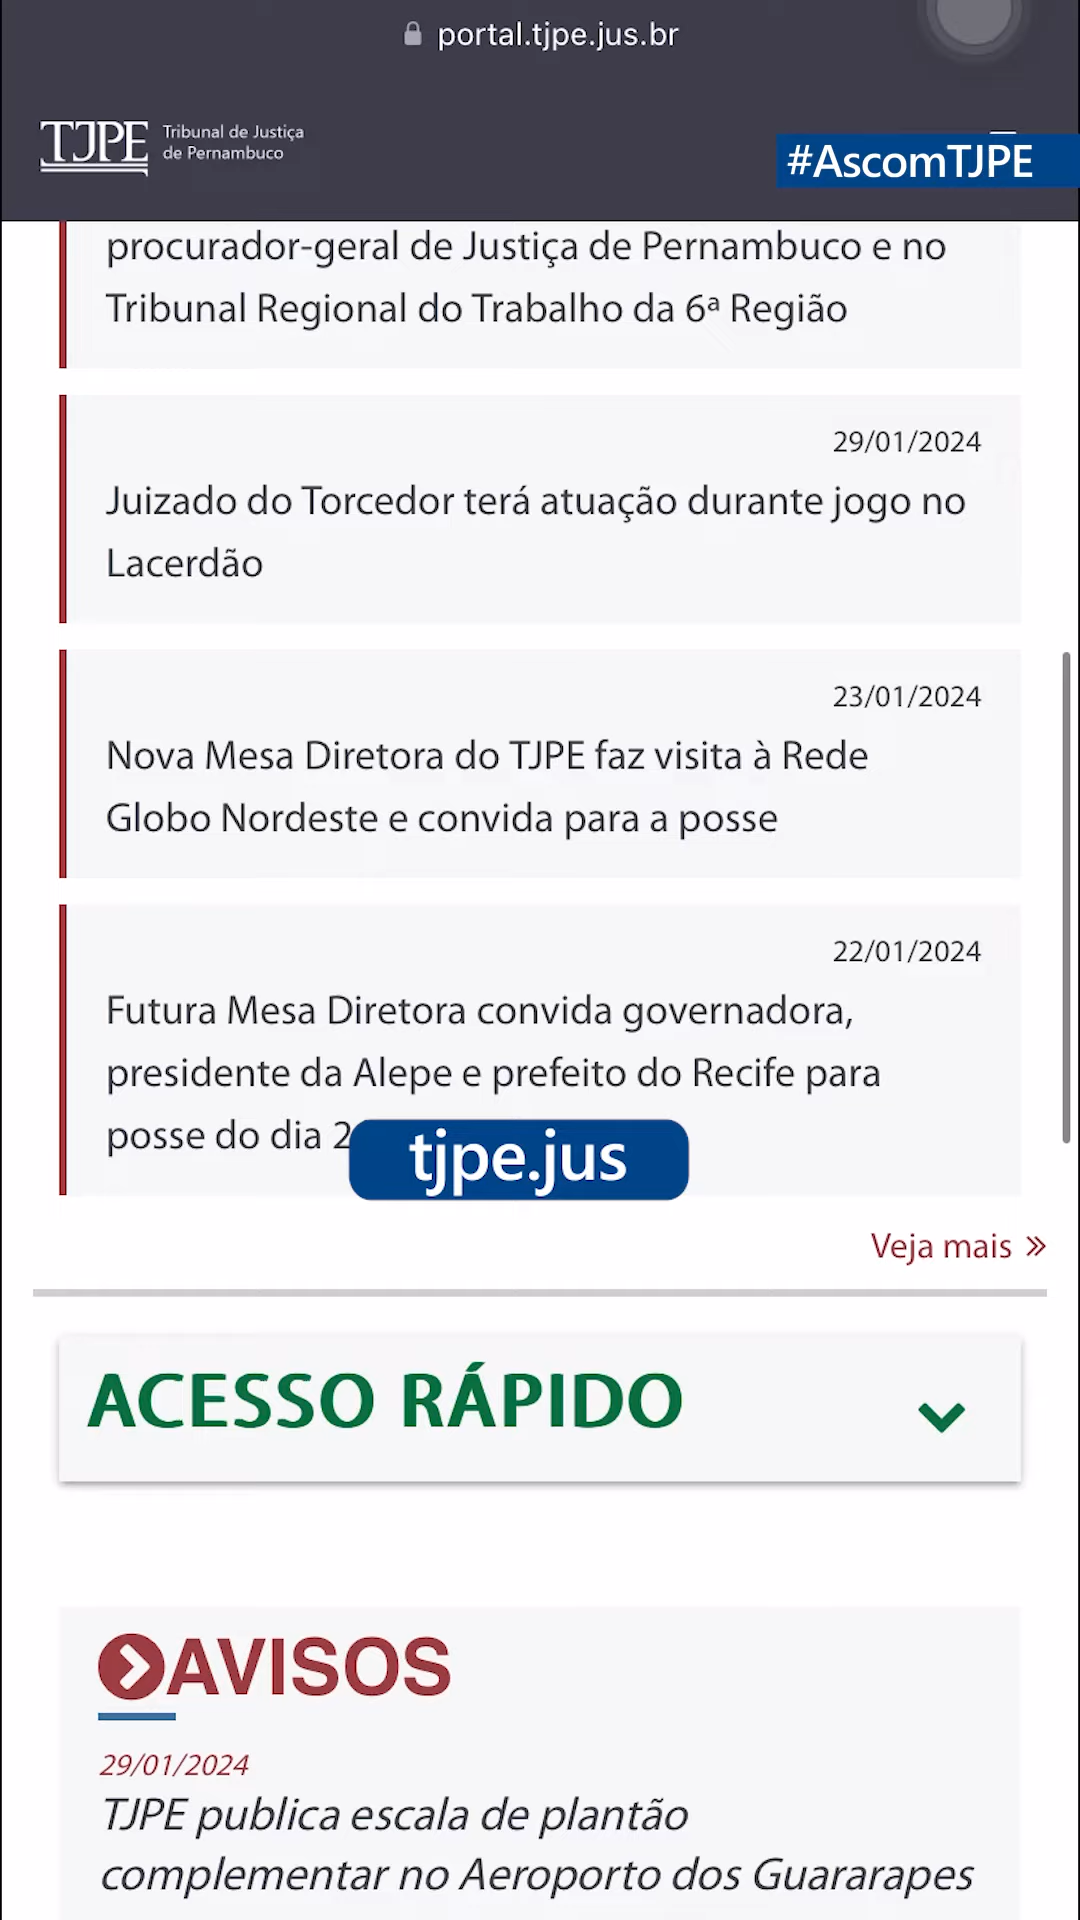 portal.tjpe.jus.br
TJPE
Tribunal de Justiça
de Pernambuco
#AscomTJPE
procurador-geral de Justiça de Pernambuco e no
Tribunal Regional do Trabalho da 6ª Região
29/01/2024
Juizado do Torcedor terá atuação durante jogo no
Lacerdão
23/01/2024
Nova Mesa Diretora do TJPE faz visita à Rede
Globo Nordeste e convida para a posse
22/01/2024
Futura Mesa Diretora convida governadora,
presidente da Alepe e prefeito do Recife para
posse do dia 2
tjpe.jus
Veja mais »
ACESSO RÁPIDO
AVISOS
29/01/2024
TJPE publica escala de plantão
complementar no Aeroporto dos Guararapes